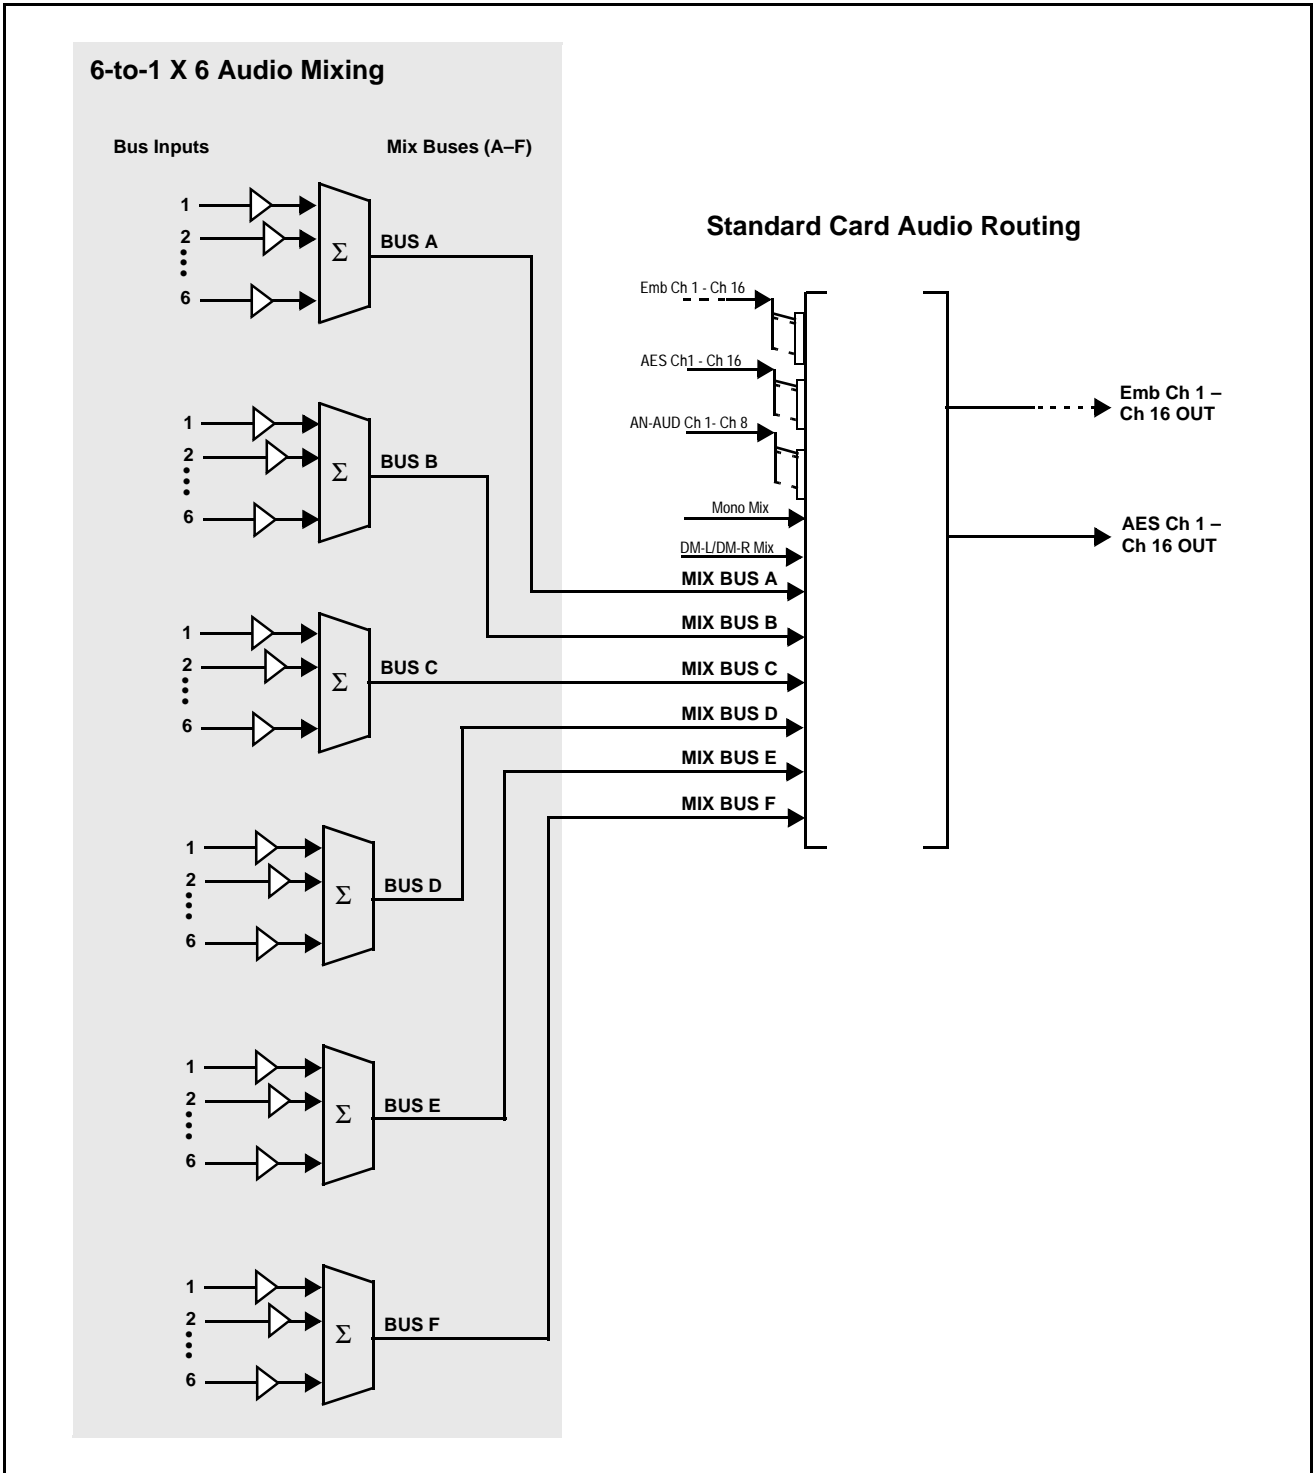 6-to-1 X 6 Audio Mixing
Bus Inputs
Mix Buses (A–F)
1
2
6
Σ
BUS A
1
2
6
Σ
BUS B
1
2
6
Σ
BUS C
1
2
6
Σ
BUS D
1
2
6
Σ
BUS E
1
2
6
Σ
BUS F
Standard Card Audio Routing
Emb Ch 1 - Ch 16
AES Ch1 - Ch 16
AN-AUD Ch 1- Ch 8
Mono Mix
DM-L/DM-R Mix
MIX BUS A
MIX BUS B
MIX BUS C
MIX BUS D
MIX BUS E
MIX BUS F
Emb Ch 1 –
Ch 16 OUT
AES Ch 1 –
Ch 16 OUT